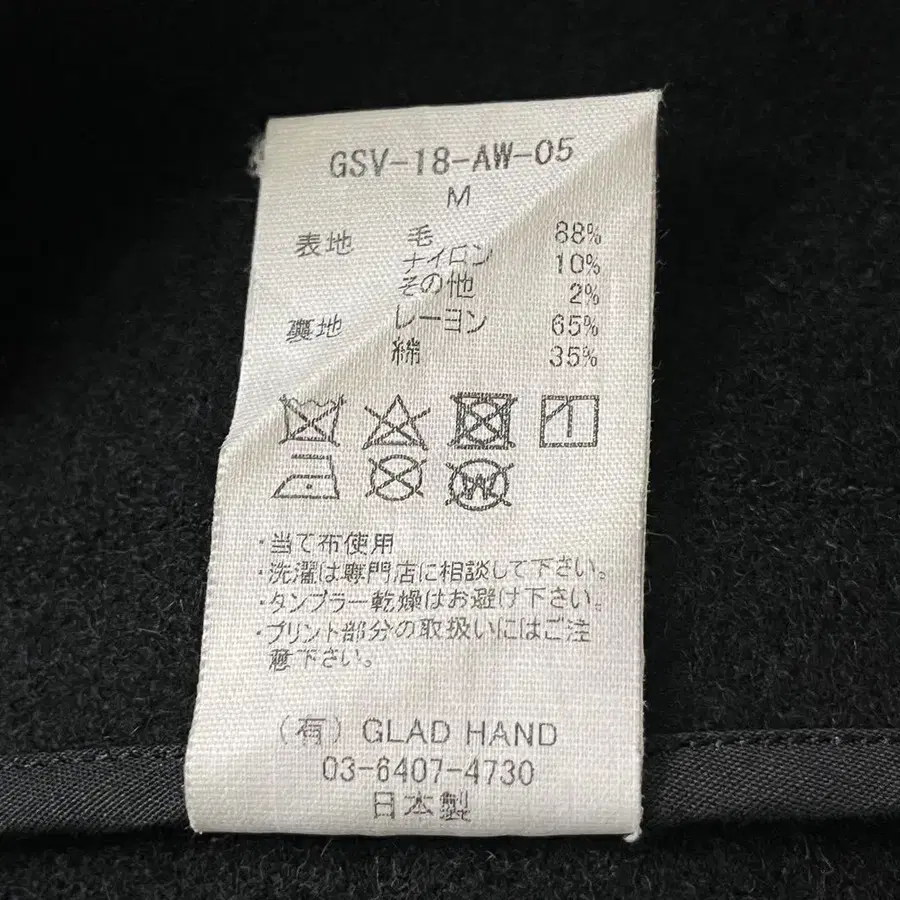 GSV-18-AW-05
M
表地 毛 88%
ナイロン 10%
その他 2%
裏地 レーヨン 65%
綿 35%
W
・当て布使用
・洗濯は専門店に相談して下さい。
・タンブラー乾燥はお避け下さい。
・プリント部分の取扱いにはご注
意下さい。
(有) GLAD HAND
03-6407-4730
日本製